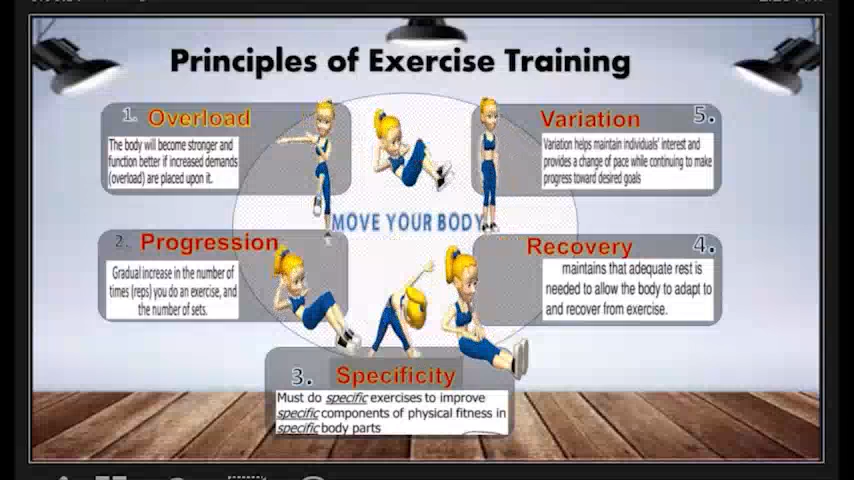 Principles of Exercise Training
1. Overload
The body will become stronger and
function better if increased demands
(overload) are placed upon it.
Variation 5.
Variation helps maintain individuals' interest and
provides a change of pace while continuing to make
progress toward desired goals
MOVE YOUR BODY
2. Progression
Gradual increase in the number of
times (reps) you do an exercise, and
the number of sets.
Recovery 4.
maintains that adequate rest is
needed to allow the body to adapt to
and recover from exercise.
3. Specificity
Must do specific exercises to improve
specific components of physical fitness in
specific body parts